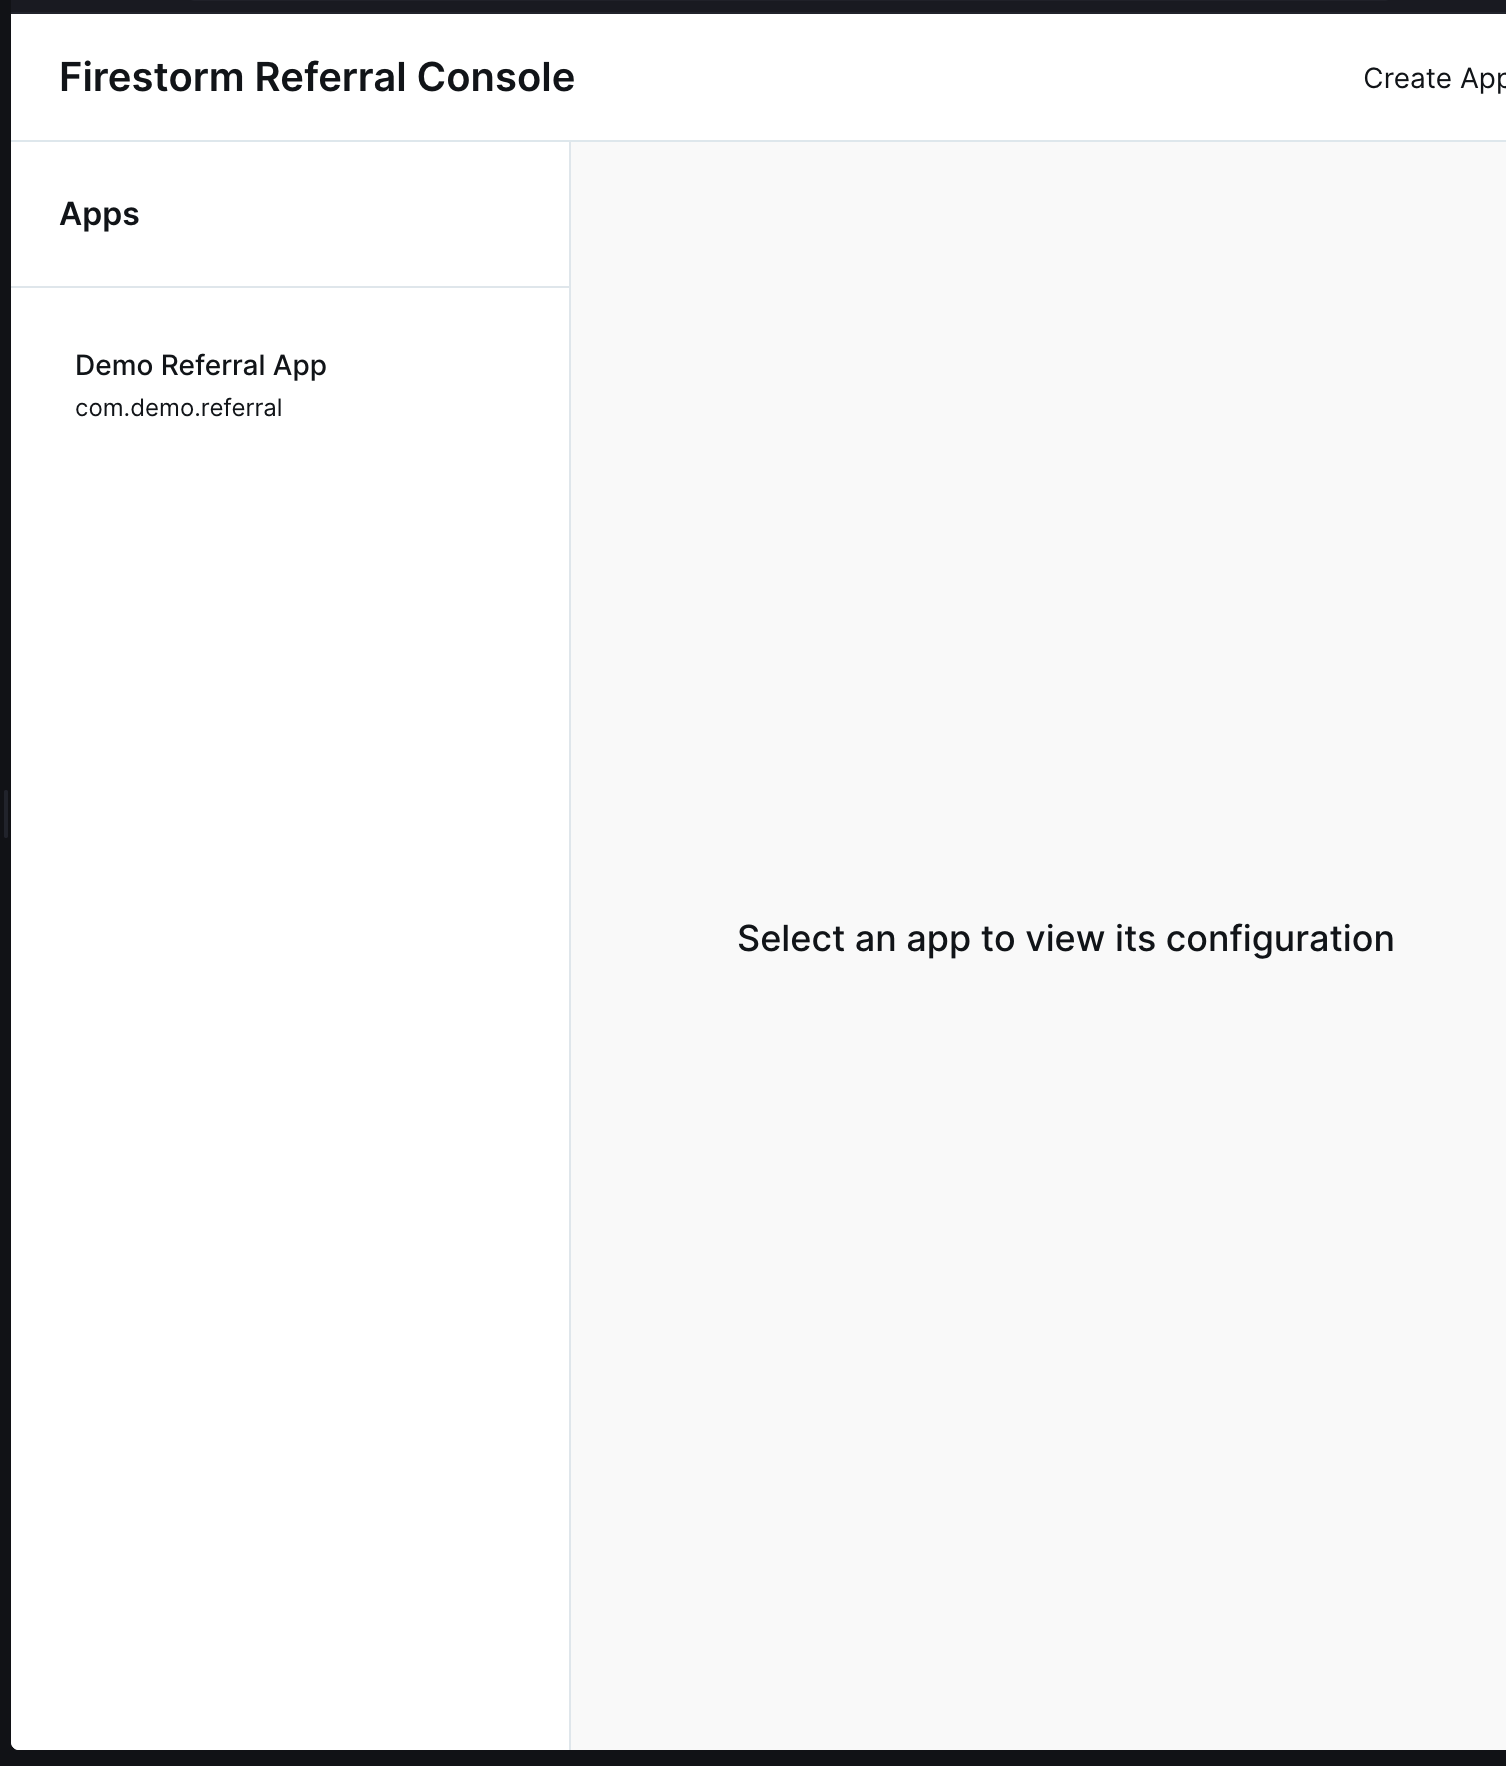 Firestorm Referral Console
Create App
Apps
Demo Referral App
com.demo.referral
Select an app to view its configuration